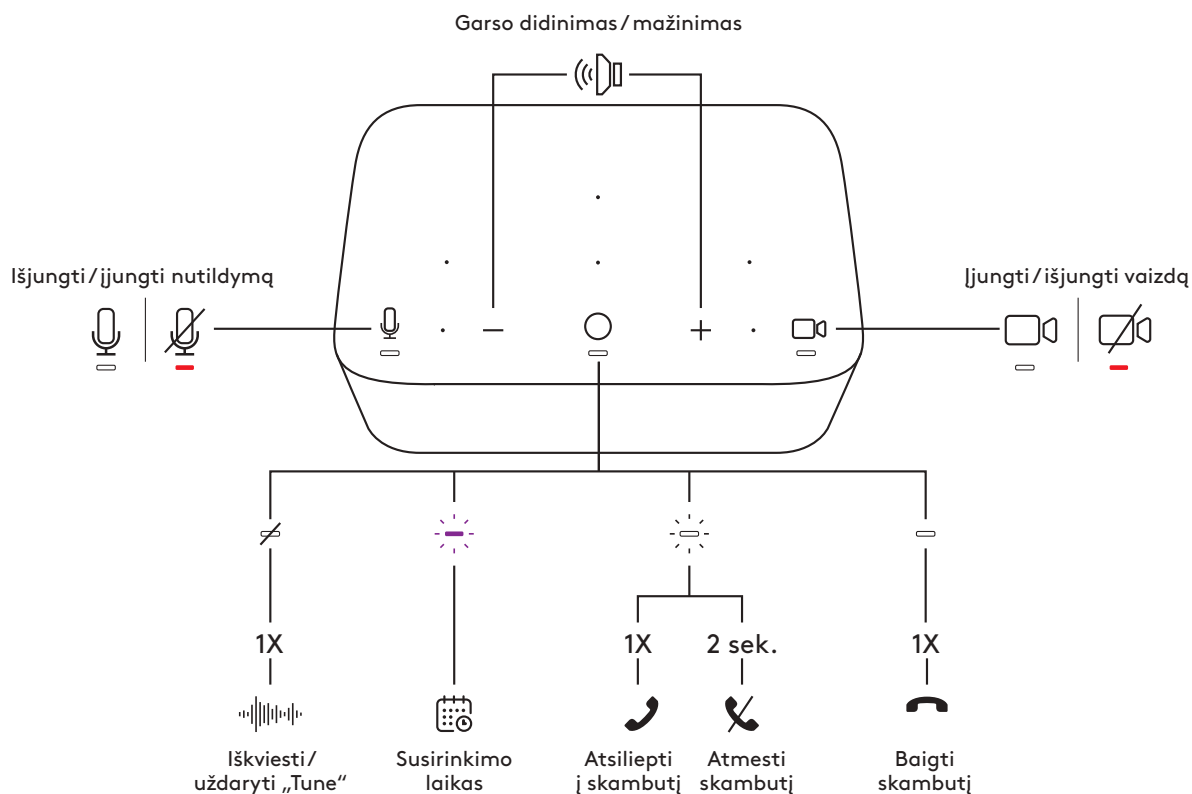 Garso didinimas / mažinimas
Išjungti / įjungti nutildymą
Įjungti / išjungti vaizdą
1X
1X
2 sek.
1X
Iškviesti /
uždaryti „Tune“
Susirinkimo
laikas
Atsiliepti
į skambutį
Atmesti
skambutį
Baigti
skambutį